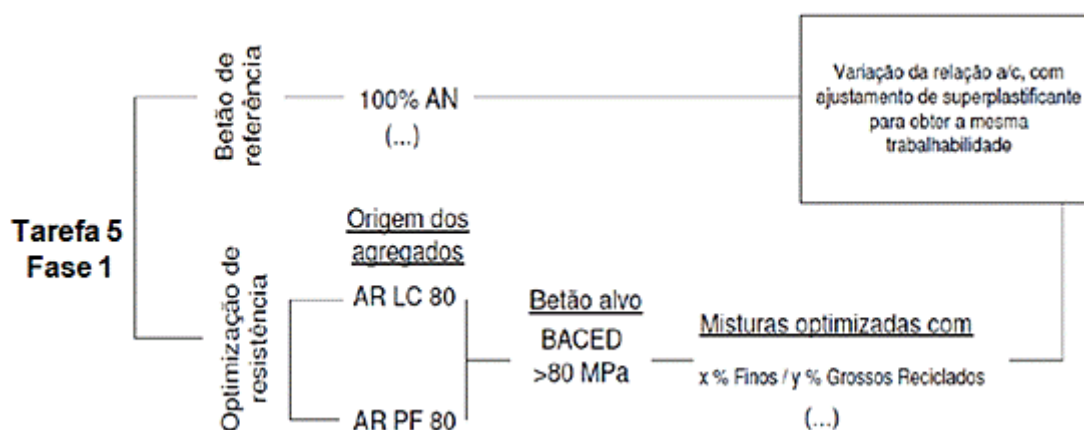 Tarefa 5
Fase 1
Betão de
referência
100% AN
(...)
Variação da relação a/c, com
ajustamento de superplastificante
para obter a mesma
trabalhabilidade
Optimização de
resistência
Origem dos
agregados
AR LC 80
AR PF 80
Betão alvo
BACED
>80 MPa
Misturas optimizadas com
x % Finos / y % Grossos Reciclados
(...)